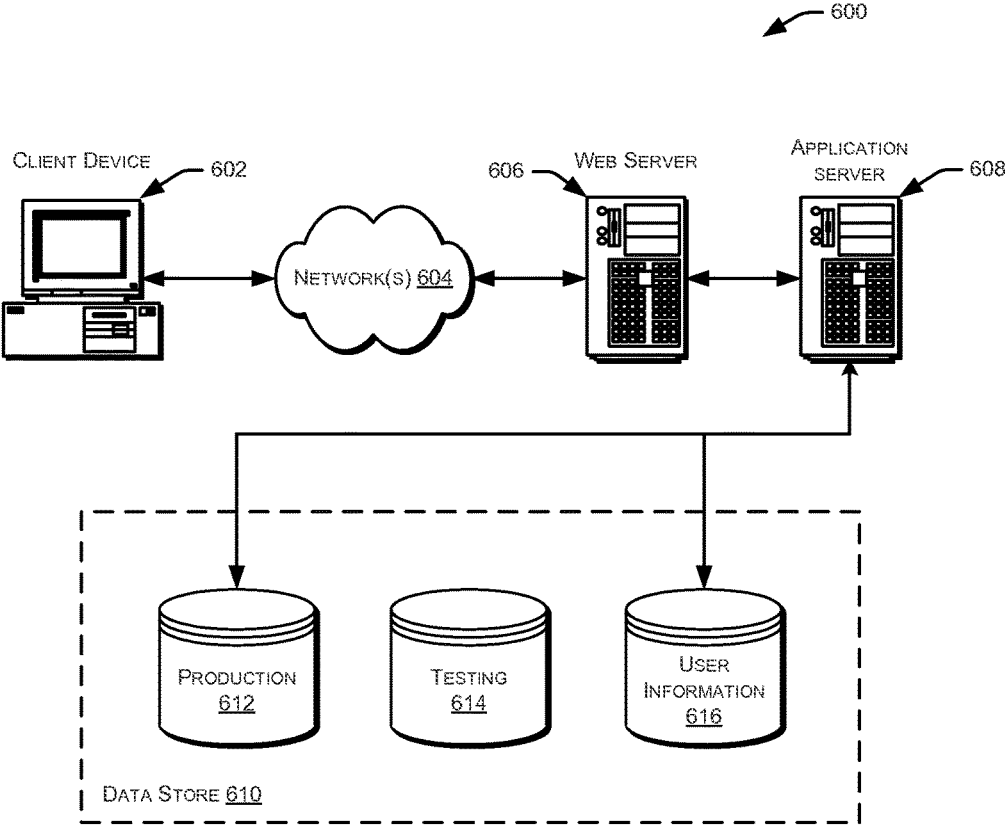 600
CLIENT DEVICE
602
NETWORK(S) 604
606
WEB SERVER
APPLICATION
SERVER
608
PRODUCTION
612
TESTING
614
USER
INFORMATION
616
DATA STORE 610